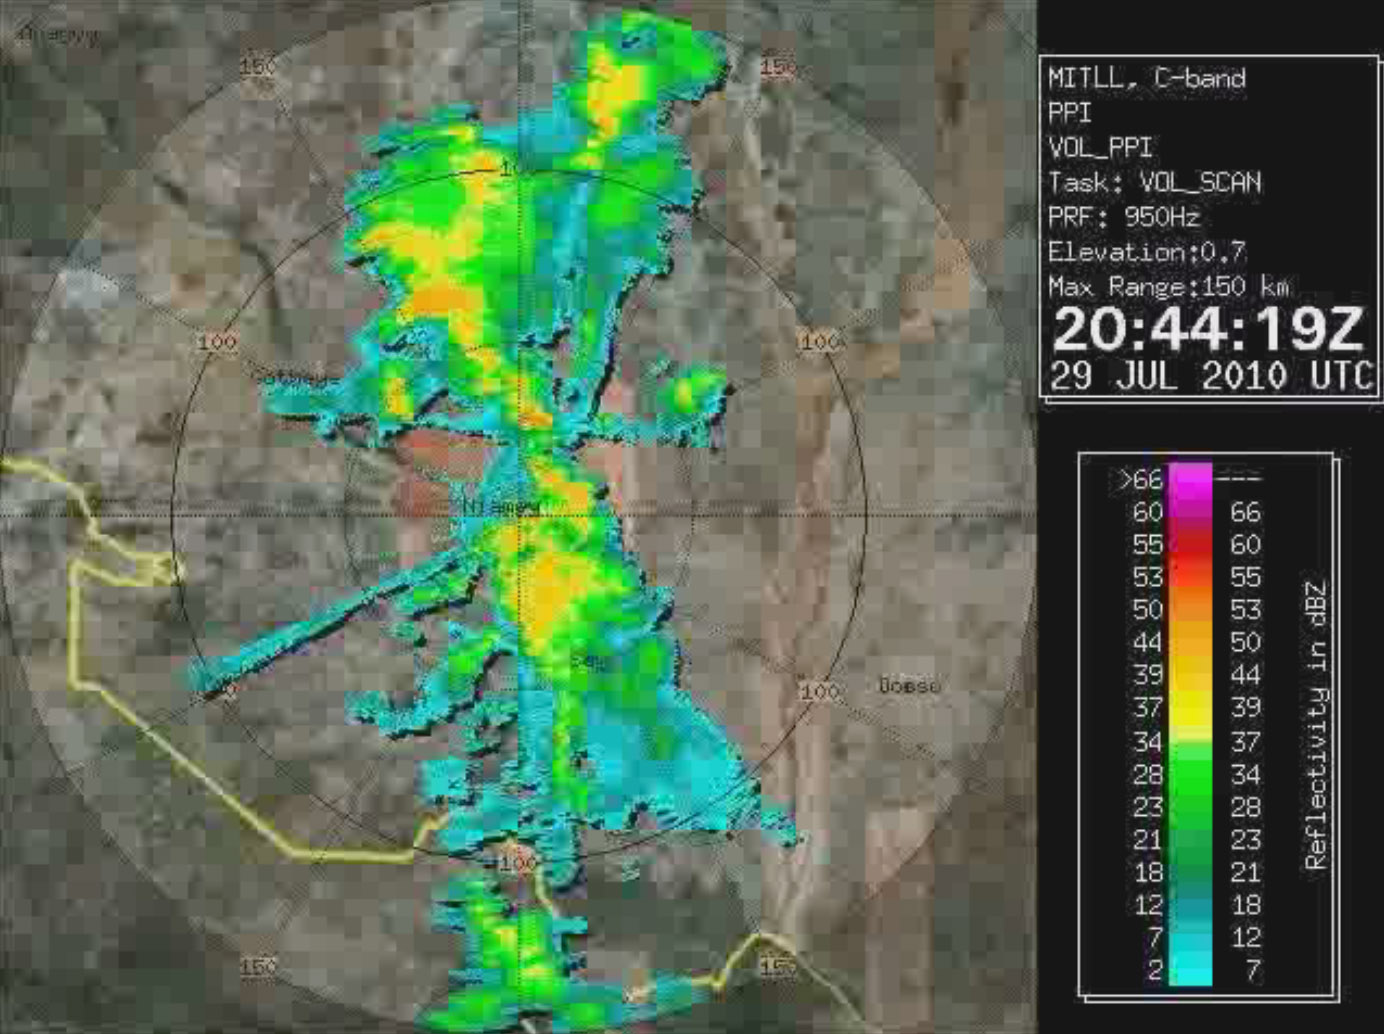 150
150
100
100
100
Niamey
100
Dosso
100
150
150
MITLL, C-band
PPI
VOL_PPI
Task: VOL_SCAN
PRF: 950Hz
Elevation:0.7
Max Range:150 km
20:44:19Z
29 JUL 2010 UTC
>66 ---
60 66
55 60
53 55
50 53
44 50
39 44
37 39
34 37
28 34
23 28
21 23
18 21
12 18
7 12
2 7
Reflectivity in dBZ